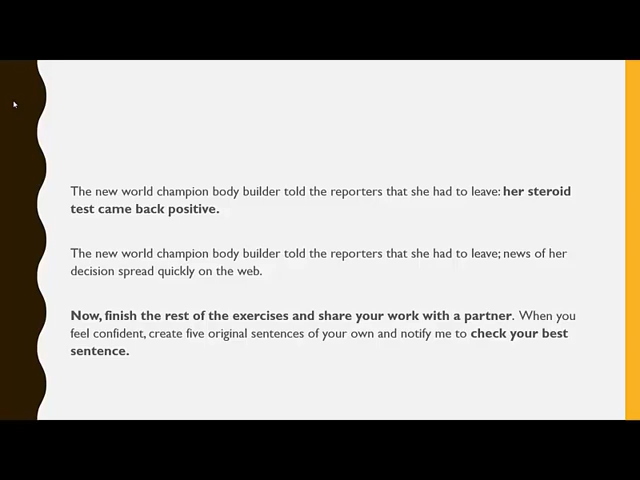 The new world champion body builder told the reporters that she had to leave: her steroid
test came back positive.
The new world champion body builder told the reporters that she had to leave; news of her
decision spread quickly on the web.
Now, finish the rest of the exercises and share your work with a partner. When you
feel confident, create five original sentences of your own and notify me to check your best
sentence.